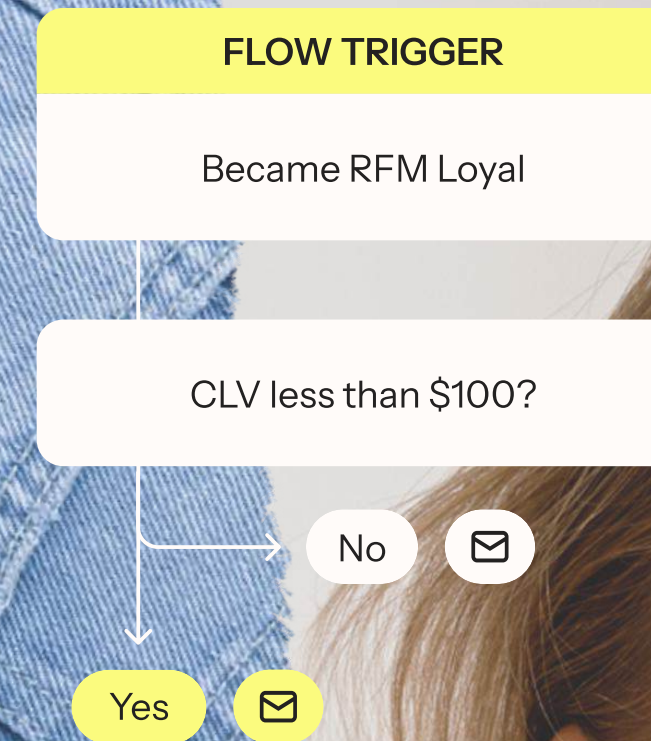 FLOW TRIGGER
Became RFM Loyal
CLV less than $100?
No
Yes